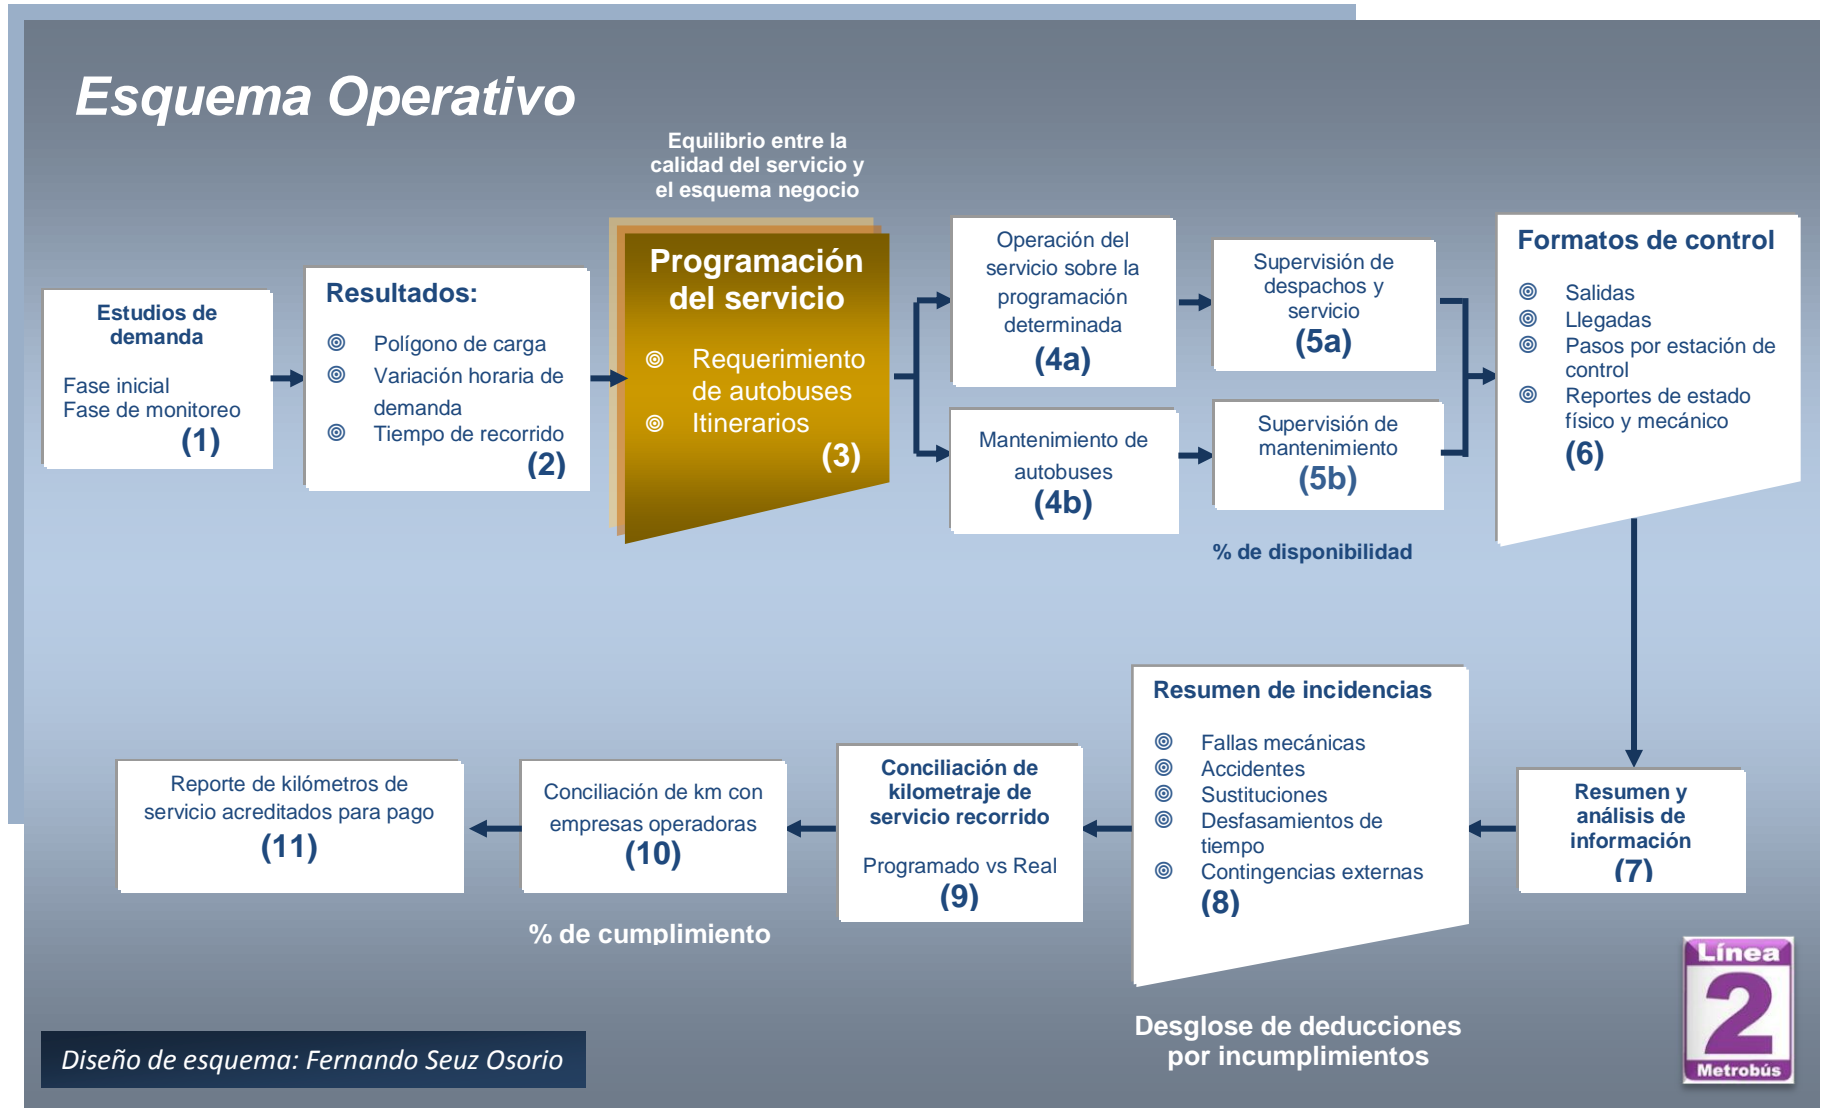 Esquema Operativo
Equilibrio entre la
calidad del servicio y
el esquema negocio
Estudios de
demanda
Fase inicial
Fase de monitoreo
(1)
Resultados:
Polígono de carga
Variación horaria de
demanda
Tiempo de recorrido
(2)
Programación
del servicio
Requerimiento
de autobuses
Itinerarios
(3)
Operación del
servicio sobre la
programación
determinada
(4a)
Mantenimiento de
autobuses
(4b)
Supervisión de
despachos y
servicio
(5a)
Supervisión de
mantenimiento
(5b)
% de disponibilidad
Formatos de control
Salidas
Llegadas
Pasos por estación de
control
Reportes de estado
físico y mecánico
(6)
Resumen y
análisis de
información
(7)
Resumen de incidencias
Fallas mecánicas
Accidentes
Sustituciones
Desfasamientos de
tiempo
Contingencias externas
(8)
Desglose de deducciones
por incumplimientos
Conciliación de
kilometraje de
servicio recorrido
Programado vs Real
(9)
Conciliación de km con
empresas operadoras
(10)
% de cumplimiento
Reporte de kilómetros de
servicio acreditados para pago
(11)
Diseño de esquema: Fernando Seuz Osorio
Línea
2
Metrobús